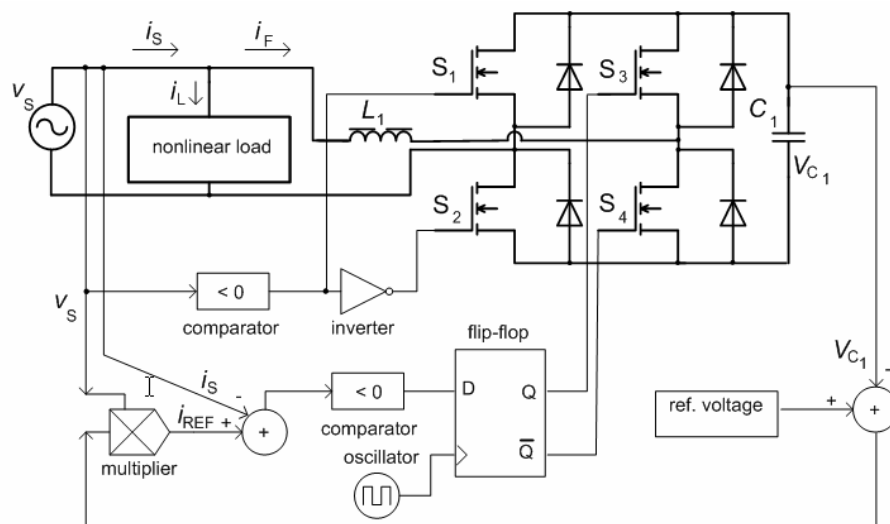 iS
iF
S1
S3
vS
iL
L1
C1
nonlinear load
VC1
S2
S4
< 0
vS
comparator
inverter
flip-flop
VC1
iS
-
-
D
Q
< 0
ref. voltage
+
+
iREF
+
+
comparator
multiplier
oscillator
Q̅